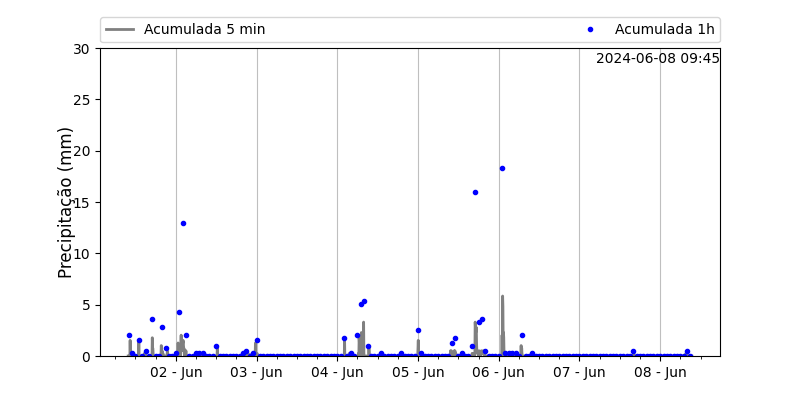 Acumulada 5 min
Acumulada 1h
2024-06-08 09:45
Precipitação (mm)
30
25
20
15
10
5
0
02 - Jun
03 - Jun
04 - Jun
05 - Jun
06 - Jun
07 - Jun
08 - Jun